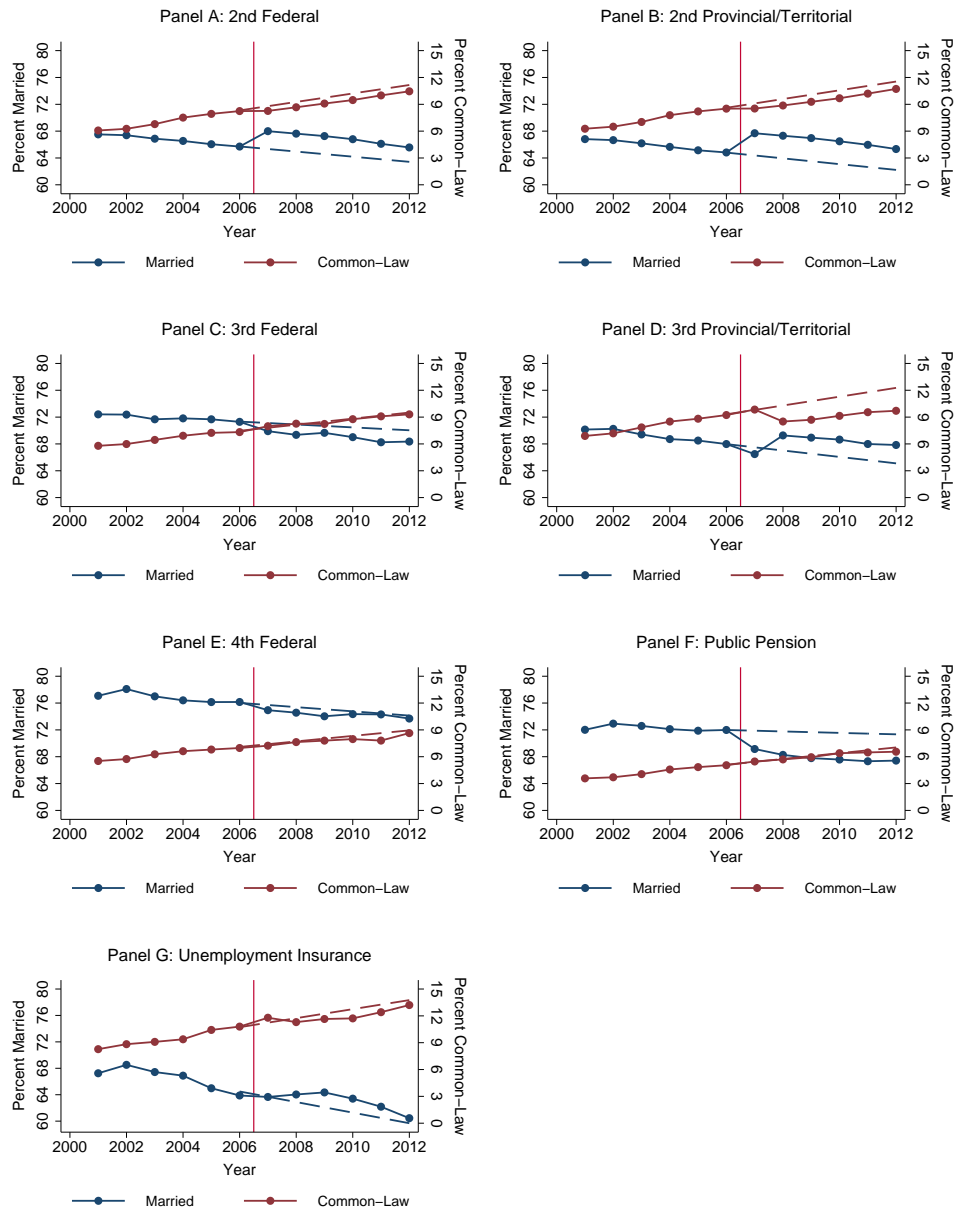 Panel A: 2nd Federal
Percent Married
60 64 68 72 76 80
0 3 6 9 12 15
Percent Common−Law
2000 2002 2004 2006 2008 2010 2012
Year
Married Common−Law
Panel B: 2nd Provincial/Territorial
Percent Married
60 64 68 72 76 80
0 3 6 9 12 15
Percent Common−Law
2000 2002 2004 2006 2008 2010 2012
Year
Married Common−Law
Panel C: 3rd Federal
Percent Married
60 64 68 72 76 80
0 3 6 9 12 15
Percent Common−Law
2000 2002 2004 2006 2008 2010 2012
Year
Married Common−Law
Panel D: 3rd Provincial/Territorial
Percent Married
60 64 68 72 76 80
0 3 6 9 12 15
Percent Common−Law
2000 2002 2004 2006 2008 2010 2012
Year
Married Common−Law
Panel E: 4th Federal
Percent Married
60 64 68 72 76 80
0 3 6 9 12 15
Percent Common−Law
2000 2002 2004 2006 2008 2010 2012
Year
Married Common−Law
Panel F: Public Pension
Percent Married
60 64 68 72 76 80
0 3 6 9 12 15
Percent Common−Law
2000 2002 2004 2006 2008 2010 2012
Year
Married Common−Law
Panel G: Unemployment Insurance
Percent Married
60 64 68 72 76 80
0 3 6 9 12 15
Percent Common−Law
2000 2002 2004 2006 2008 2010 2012
Year
Married Common−Law